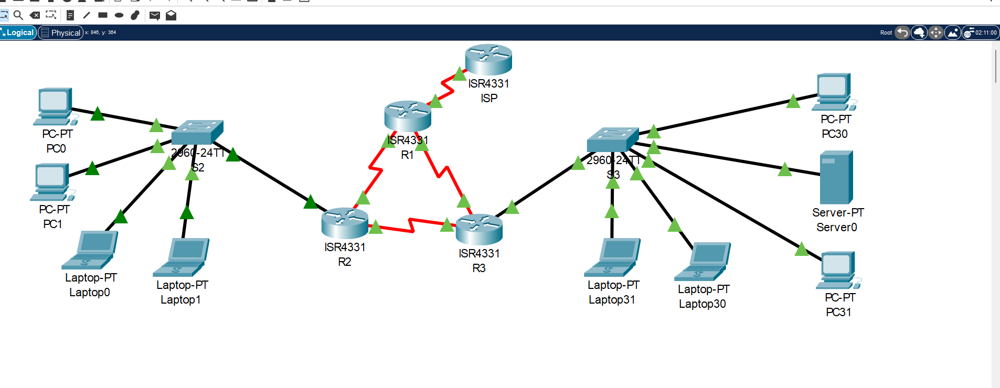 Logical
Physical
x: 846, y: 364
Root
02:11:00
ISR4331
ISP
PC-PT
PC0
2960-24TT
S2
ISR4331
R1
2960-24TT
S3
PC-PT
PC30
PC-PT
PC1
Server-PT
Server0
ISR4331
R2
ISR4331
R3
Laptop-PT
Laptop0
Laptop-PT
Laptop1
Laptop-PT
Laptop31
Laptop-PT
Laptop30
PC-PT
PC31